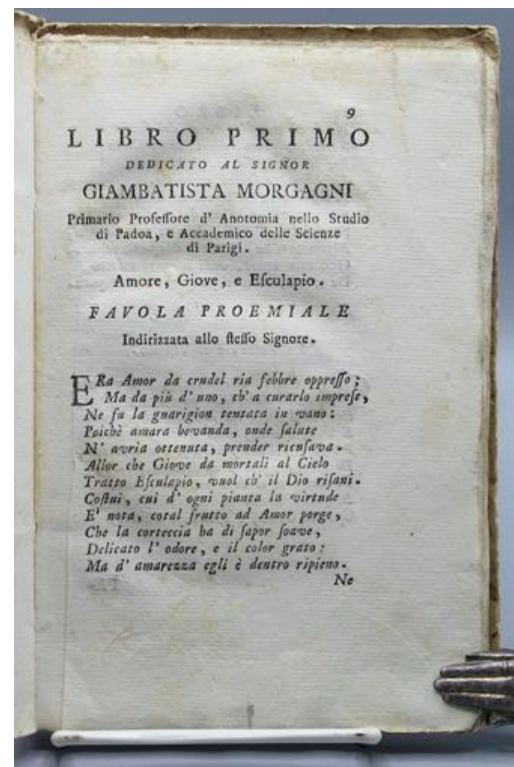 9
LIBRO PRIMO
DEDICATO AL SIGNOR
GIAMBATISTA MORGAGNI
Primario Profeſſore d' Anotomia nello Studio
di Padoa, e Accademico delle Scienze
di Parigi.
Amore, Giove, e Eſculapio.
FAVOLA PROEMIALE
Indirizzata allo ſteſſo Signore.
ERa Amor da crudel ria febbre oppreſſo;
Ma da più d' uno, ch' a curarlo impreſe,
Ne fu la guarigion tentata in vano:
Poichè amara bevanda, onde ſalute
N' avria ottenuta, prender ricuſava.
Allor che Giove da mortali al Cielo
Tratto Eſculapio, vuol ch' il Dio riſani.
Coſtui, cui d' ogni pianta la virtude
E' nota, cotal frutto ad Amor porge,
Che la corteccia ha di ſapor ſoave,
Delicato l' odore, e il color grato:
Ma d' amarezza egli è dentro ripieno.
Ne